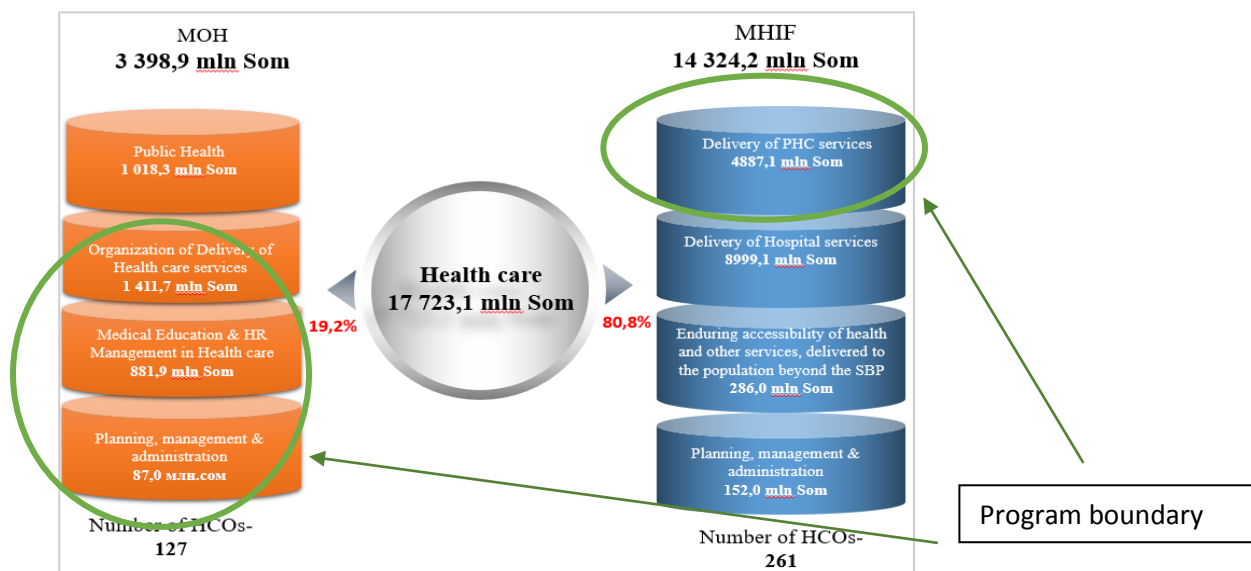 MOH
3 398,9 mln Som
Public Health
1 018,3 mln Som
Organization of Delivery of
Health care services
1 411,7 mln Som
Medical Education & HR
Management in Health care
881,9 mln Som
Planning, management &
administration
87,0 млн.сом
Number of HCOs-
127
19,2%
Health care
17 723,1 mln Som
80,8%
MHIF
14 324,2 mln Som
Delivery of PHC services
4887,1 mln Som
Delivery of Hospital services
8999,1 mln Som
Enduring accessibility of health
and other services, delivered to
the population beyond the SBP
286,0 mln Som
Planning, management &
administration
152,0 mln Som
Number of HCOs-
261
Program boundary